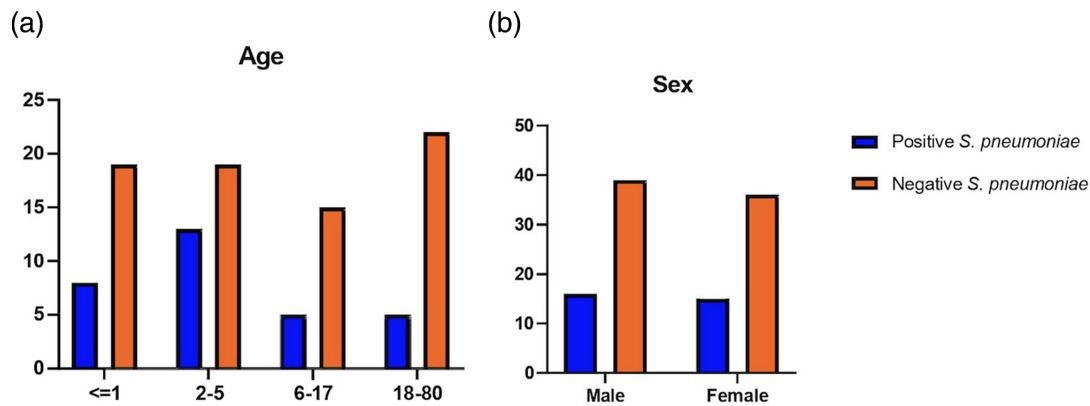 (a)
Age
25
20
15
10
5
0
<=1 2-5 6-17 18-80
(b)
Sex
50
40
30
20
10
0
Male Female
Positive S. pneumoniae
Negative S. pneumoniae